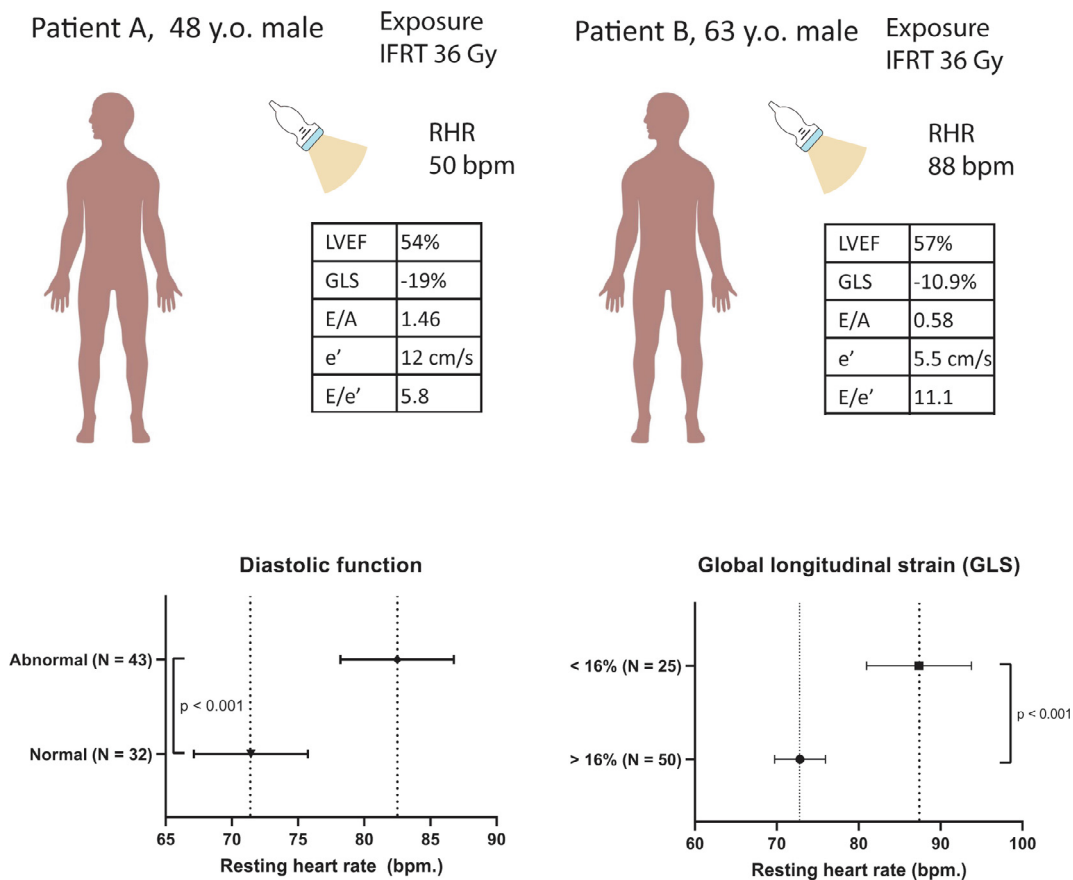 Patient A, 48 y.o. male
Exposure
IFRT 36 Gy
RHR
50 bpm
LVEF 54%
GLS -19%
E/A 1.46
e' 12 cm/s
E/e' 5.8
Patient B, 63 y.o. male
Exposure
IFRT 36 Gy
RHR
88 bpm
LVEF 57%
GLS -10.9%
E/A 0.58
e' 5.5 cm/s
E/e' 11.1
Diastolic function
Abnormal (N = 43)
p < 0.001
Normal (N = 32)
65 70 75 80 85 90
Resting heart rate (bpm.)
Global longitudinal strain (GLS)
< 16% (N = 25)
p < 0.001
> 16% (N = 50)
60 70 80 90 100
Resting heart rate (bpm.)